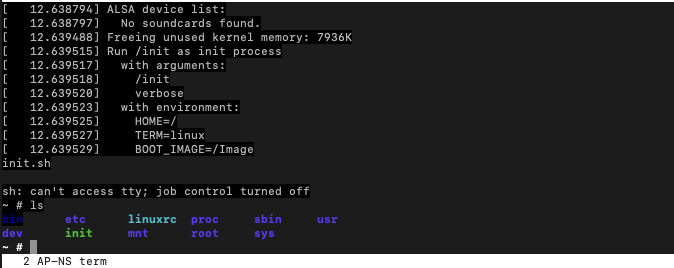 [   12.638794] ALSA device list:
[   12.638797]   No soundcards found.
[   12.639488] Freeing unused kernel memory: 7936K
[   12.639515] Run /init as init process
[   12.639517]   with arguments:
[   12.639518]     /init
[   12.639520]     verbose
[   12.639523]   with environment:
[   12.639525]     HOME=/
[   12.639527]     TERM=linux
[   12.639529]     BOOT_IMAGE=/Image
init.sh

sh: can't access tty; job control turned off
~ # ls
bin      etc      linuxrc  proc     sbin     usr
dev      init     mnt      root     sys
~ #
2 AP-NS term